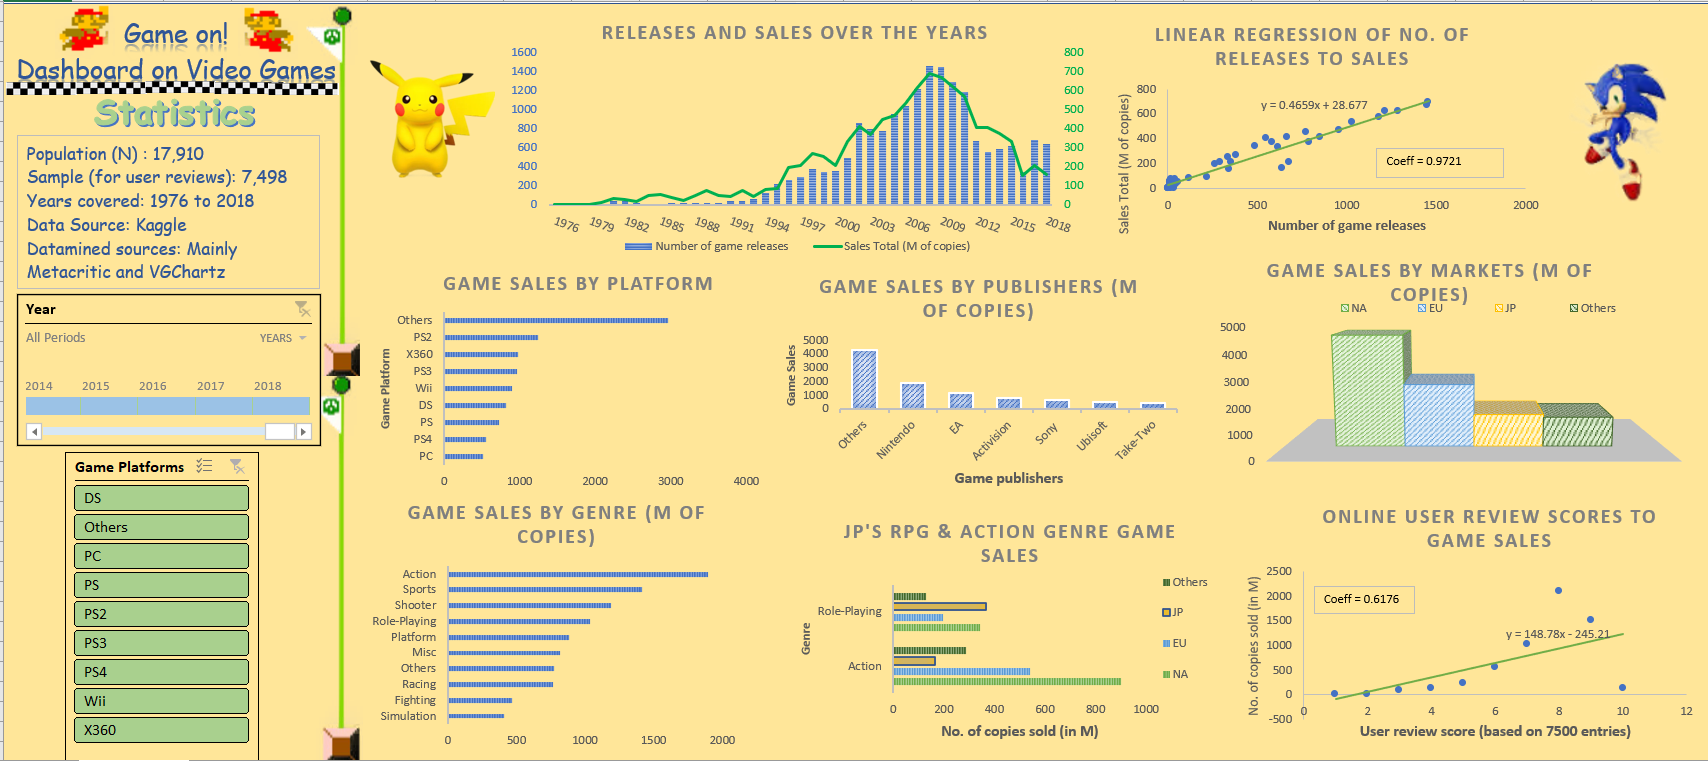 Game on!
Dashboard on Video Games
Statistics
Population (N) : 17,910
Sample (for user reviews): 7,498
Years covered: 1976 to 2018
Data Source: Kaggle
Datamined sources: Mainly
Metacritic and VGChartz
Year
All Periods YEARS
2014 2015 2016 2017 2018
Game Platforms
DS
Others
PC
PS
PS2
PS3
PS4
Wii
X360
RELEASES AND SALES OVER THE YEARS
1600
1400
1200
1000
800
600
400
200
0
800
700
600
500
400
300
200
100
0
1976 1979 1982 1985 1988 1991 1994 1997 2000 2003 2006 2009 2012 2015 2018
Number of game releases Sales Total (M of copies)
LINEAR REGRESSION OF NO. OF
RELEASES TO SALES
Sales Total (M of copies)
800
600
400
200
0
y = 0.4659x + 28.677
Coeff = 0.9721
0 500 1000 1500 2000
Number of game releases
GAME SALES BY PLATFORM
Game Platform
Others
PS2
X360
PS3
Wii
DS
PS
PS4
PC
0 1000 2000 3000 4000
GAME SALES BY PUBLISHERS (M
OF COPIES)
Game Sales
5000
4000
3000
2000
1000
0
Others Nintendo EA Activision Sony Ubisoft Take-Two
Game publishers
GAME SALES BY MARKETS (M OF
COPIES)
NA EU JP Others
5000
4000
3000
2000
1000
0
GAME SALES BY GENRE (M OF
COPIES)
Action
Sports
Shooter
Role-Playing
Platform
Misc
Others
Racing
Fighting
Simulation
0 500 1000 1500 2000
JP'S RPG & ACTION GENRE GAME
SALES
Genre
Role-Playing
Action
Others
JP
EU
NA
0 200 400 600 800 1000
No. of copies sold (in M)
ONLINE USER REVIEW SCORES TO
GAME SALES
No. of copies sold (in M)
2500
2000
1500
1000
500
0
-500
Coeff = 0.6176
y = 148.78x - 245.21
0 2 4 6 8 10 12
User review score (based on 7500 entries)